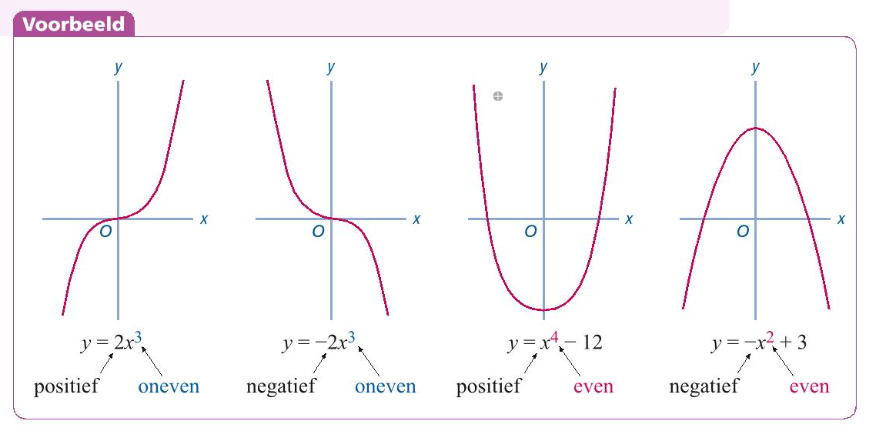 Voorbeeld
y y y y
x x x x
O O O O
y = 2x³ y = −2x³ y = x⁴ − 12 y = −x² + 3
positief oneven negatief oneven positief even negatief even